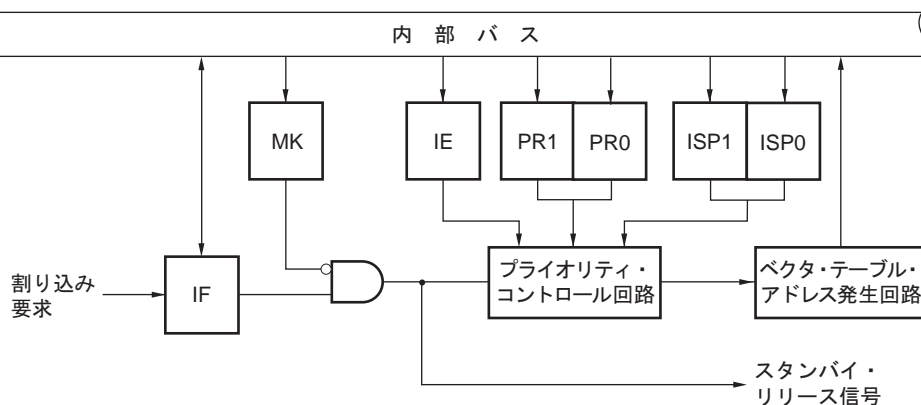 内 部 バ ス
MK
IE
PR1
PR0
ISP1
ISP0
割り込み
要求
IF
プライオリティ・
コントロール回路
ベクタ・テーブル・
アドレス発生回路
スタンバイ・
リリース信号